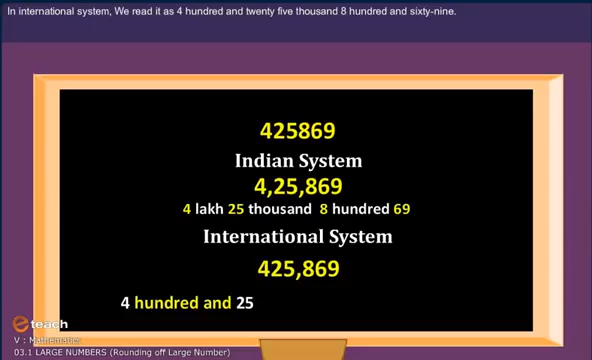 In international system, We read it as 4 hundred and twenty five thousand 8 hundred and sixty-nine.
425869
Indian System
4,25,869
4 lakh 25 thousand 8 hundred 69
International System
425,869
4 hundred and 25
e teach
V : Mathematics
03.1 LARGE NUMBERS (Rounding off Large Number)